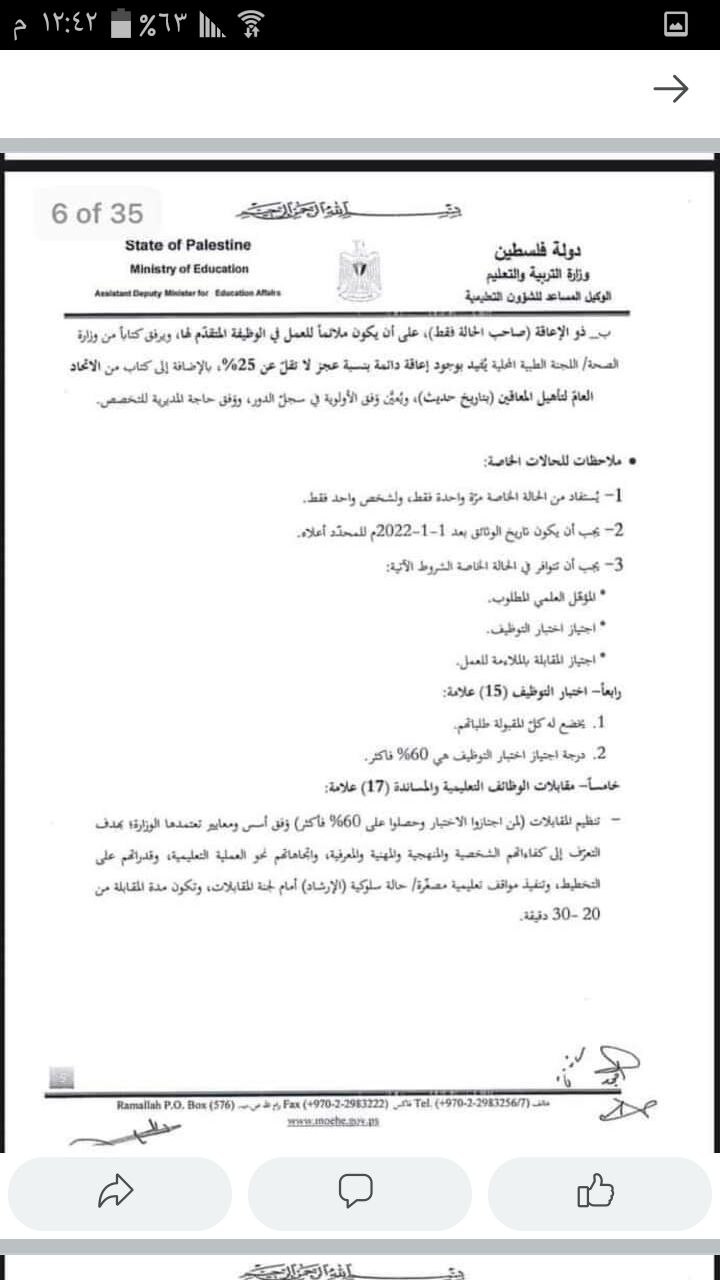 ١٢:٤٢ م
%٦٣
6 of 35
State of Palestine
Ministry of Education
Assistant Deputy Minister for Education Affairs
دولة فلسطين
وزارة التربية والتعليم
الوكيل المساعد للشؤون التعليمية
ب_ ذو الإعاقة (صاحب الحالة فقط)، على أن يكون ملائماً للعمل في الوظيفة المتقدّم لها، ويرفق كتاباً من وزارة
الصحة/ اللجنة الطبية المحلية يُفيد بوجود إعاقة دائمة بنسبة عجز لا تقلّ عن 25%، بالإضافة إلى كتاب من الاتحاد
العامّ لتأهيل المعاقين (بتاريخ حديث)، ويُعيَّن وَفق الأولوية في سجلّ الدور، ووَفق حاجة المديرية للتخصص.
• ملاحظات للحالات الخاصة:
1- يُستفاد من الحالة الخاصة مرّة واحدة فقط، ولشخص واحد فقط.
2- يجب أن يكون تاريخ الوثائق بعد 1-1-2022م للمحدّد أعلاه.
3- يجب أن تتوافر في الحالة الخاصة الشروط الآتية:
* المؤهّل العلمي المطلوب.
* اجتياز اختبار التوظيف.
* اجتياز المقابلة بالملاءمة للعمل.
رابعاً- اختبار التوظيف (15) علامة:
1. يخضع له كلّ المقبولة طلباتهم.
2. درجة اجتياز اختبار التوظيف هي 60% فأكثر.
خامساً- مقابلات الوظائف التعليمية والمساندة (17) علامة:
- تنظيم المقابلات (لمن اجتازوا الاختبار وحصلوا على 60% فأكثر) وَفق أسس ومعايير تعتمدها الوزارة؛ بهدف
التعرّف إلى كفاءاتهم الشخصية والمنهجية والمهنية والمعرفية، واتجاهاتهم نحو العملية التعليمية، وقدراتهم على
التخطيط، وتنفيذ مواقف تعليمية مصغّرة/ حالة سلوكية (الإرشاد) أمام لجنة المقابلات، وتكون مدة المقابلة من
20 -30 دقيقة.
5
Ramallah P.O. Box (576) Fax (+970-2-2983222) فاكس Tel. (+970-2-2983256/7) هاتف
www.moehe.gov.ps